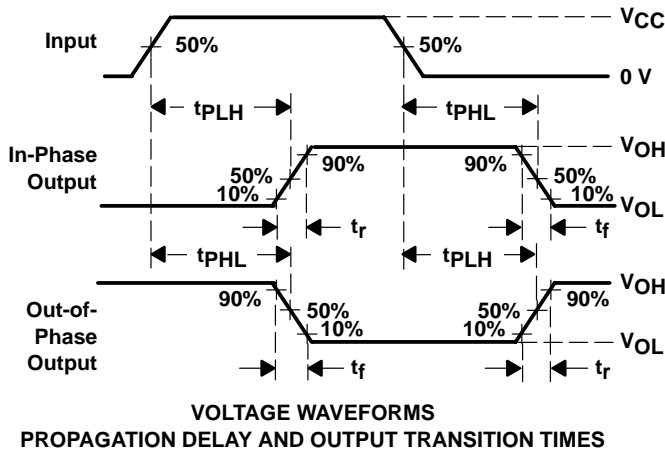 VCC
Input
50%
50%
0 V
tPLH
tPHL
In-Phase
Output
VOH
90%
90%
50%
50%
10%
10%
VOL
tr
tf
tPHL
tPLH
Out-of-
Phase
Output
VOH
90%
90%
50%
50%
10%
10%
VOL
tf
tr
VOLTAGE WAVEFORMS
PROPAGATION DELAY AND OUTPUT TRANSITION TIMES